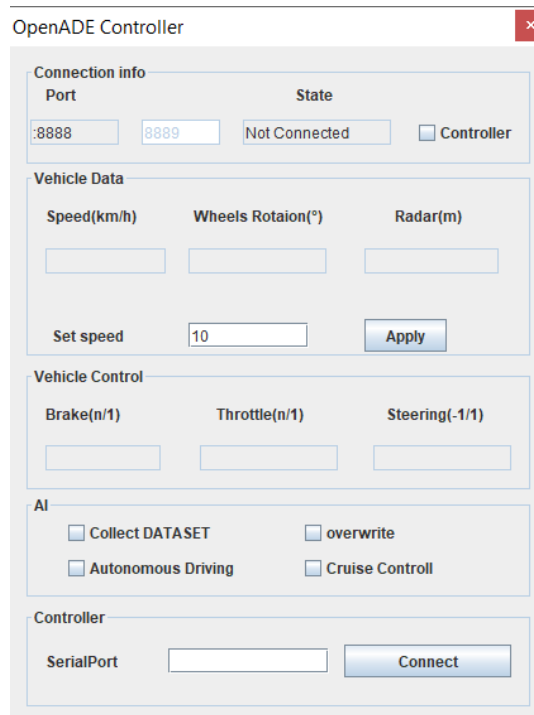 OpenADE Controller
Connection info
Port State
:8888 8889 Not Connected Controller
Vehicle Data
Speed(km/h) Wheels Rotaion(°) Radar(m)
Set speed 10 Apply
Vehicle Control
Brake(n/1) Throttle(n/1) Steering(-1/1)
AI
Collect DATASET overwrite
Autonomous Driving Cruise Controll
Controller
SerialPort Connect